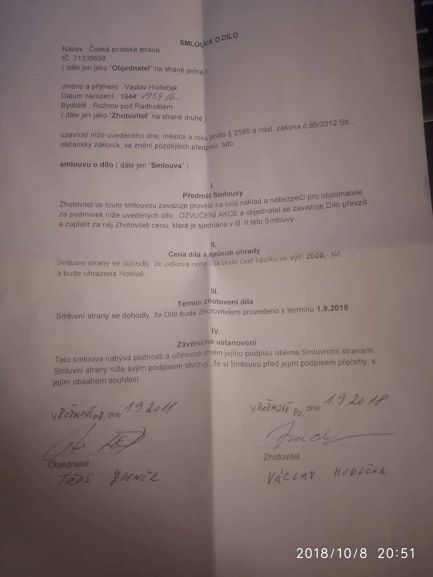 SMLOUVA O DÍLO
Název : Česká pirátská strana
IČ: 71339698
( dále jen jako "Objednatel" na straně jedné )
Jméno a příjmení : Václav Hudeček
Datum narození :
Bydliště : Rožnov pod Radhoštěm
( dále jen jako "Zhotovitel" na straně druhé )
uzavírají níže uvedeného dne, měsíce a roku podle § 2586 a násl. zákona č.89/2012 Sb.,
občanský zákoník, ve znění pozdějších předpisů, tuto
smlouvu o dílo ( dále jen "Smlouva" )
I.
Předmět Smlouvy
Zhotovitel se touto smlouvou zavazuje provést na svůj náklad a nebezpečí pro objednatele
za podmínek níže uvedených dílo : OZVUČENÍ AKCE a objednatel se zavazuje Dílo převzít
a zaplatit za něj Zhotoviteli cenu, která je sjednána v čl. II této Smlouvy.
II.
Cena díla a způsob úhrady
Smluvní strany se dohodly, že celková cena bude činit částku ve výši: 2000,- Kč
a bude uhrazena Hotově.
III.
Termín zhotovení díla
Smluvní strany se dohodly, že Dílo bude Zhotovitelem provedeno v termínu 1.9.2018
IV.
Závěrečné ustanovení
Tato smlouva nabývá platnosti a účinnosti dnem jejího podpisu oběma Smluvními stranami.
Smluvní strany níže svým podpisem stvrzují, že si Smlouvu před jejím podpisem přečetly, s
jejím obsahem souhlasí.
V ROŽNOVĚ p.R., dne 1.9.2018
V ROŽNOVĚ p.R., dne 1.9.2018
Objednatel
Zhotovitel
ZDENĚK
VÁCLAV HUDEČEK
2018/10/8 20:51